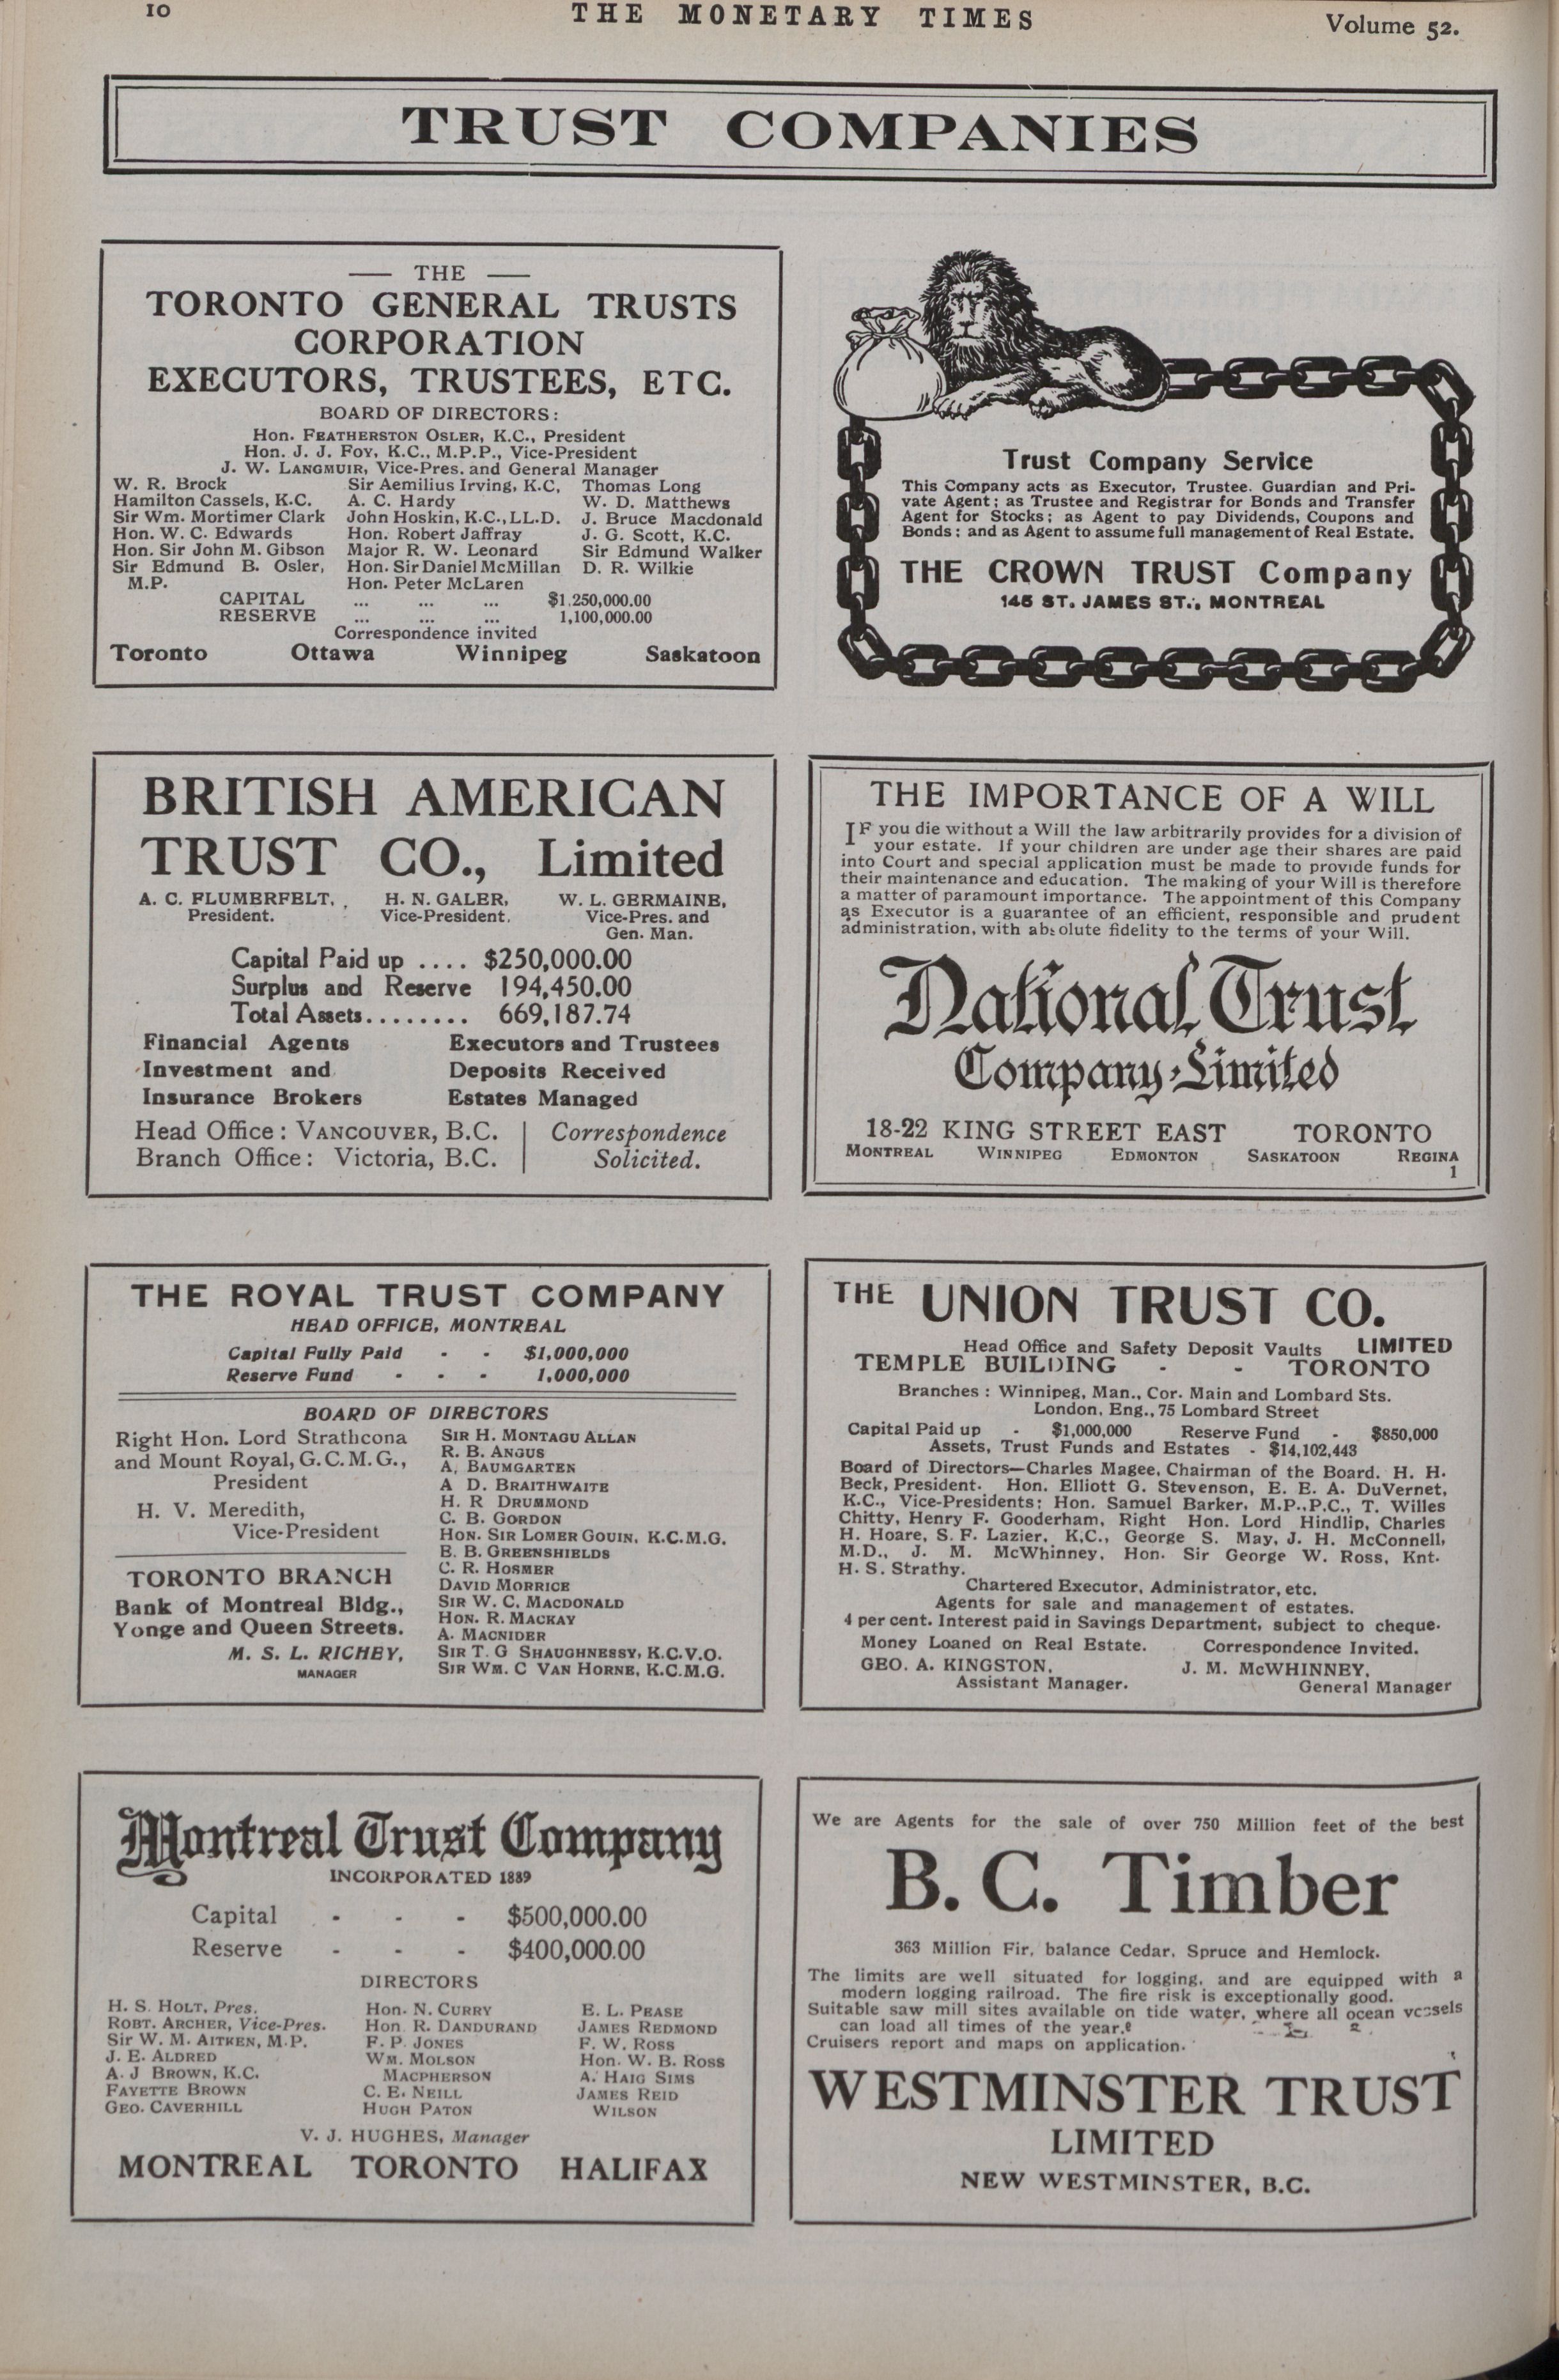 10
THE MONETARY TIMES
Volume 52.
TRUST COMPANIES
— THE —
TORONTO GENERAL TRUSTS
CORPORATION
EXECUTORS, TRUSTEES, ETC.
BOARD OF DIRECTORS:
Hon. FEATHERSTON OSLER, K.C., President
Hon. J. J. FOY, K.C., M.P.P., Vice-President
J. W. LANGMUIR, Vice-Pres. and General Manager
W. R. Brock Sir Aemilius Irving, K.C. Thomas Long
Hamilton Cassels, K.C. A. C. Hardy W. D. Matthews
Sir Wm. Mortimer Clark John Hoskin, K.C., LL.D. J. Bruce Macdonald
Hon. W. C. Edwards Hon. Robert Jaffray J. G. Scott, K.C.
Hon. Sir John M. Gibson Major R. W. Leonard Sir Edmund Walker
Sir Edmund B. Osler, Hon. Sir Daniel McMillan D. R. Wilkie
M.P. Hon. Peter McLaren
CAPITAL ... ... ... $1,250,000.00
RESERVE ... ... ... 1,100,000.00
Correspondence invited
Toronto Ottawa Winnipeg Saskatoon
Trust Company Service
This Company acts as Executor, Trustee. Guardian and Pri-
vate Agent; as Trustee and Registrar for Bonds and Transfer
Agent for Stocks; as Agent to pay Dividends, Coupons and
Bonds; and as Agent to assume full management of Real Estate.
THE CROWN TRUST Company
145 ST. JAMES ST., MONTREAL
BRITISH AMERICAN
TRUST CO., Limited
A. C. FLUMERFELT, H. N. GALER, W. L. GERMAINE,
President. Vice-President. Vice-Pres. and
Gen. Man.
Capital Paid up .... $250,000.00
Surplus and Reserve 194,450.00
Total Assets........ 669,187.74
Financial Agents Executors and Trustees
Investment and Deposits Received
Insurance Brokers Estates Managed
Head Office: VANCOUVER, B.C. Correspondence
Branch Office: Victoria, B.C. Solicited.
THE IMPORTANCE OF A WILL
IF you die without a Will the law arbitrarily provides for a division of
your estate. If your children are under age their shares are paid
into Court and special application must be made to provide funds for
their maintenance and education. The making of your Will is therefore
a matter of paramount importance. The appointment of this Company
as Executor is a guarantee of an efficient, responsible and prudent
administration, with absolute fidelity to the terms of your Will.
National Trust
Company, Limited
18-22 KING STREET EAST TORONTO
MONTREAL WINNIPEG EDMONTON SASKATOON REGINA
1
THE ROYAL TRUST COMPANY
HEAD OFFICE, MONTREAL
Capital Fully Paid - - $1,000,000
Reserve Fund - - - 1,000,000
BOARD OF DIRECTORS
Right Hon. Lord Strathcona
and Mount Royal, G.C.M.G.,
President
H. V. Meredith,
Vice-President
TORONTO BRANCH
Bank of Montreal Bldg.,
Yonge and Queen Streets.
M. S. L. RICHEY,
MANAGER
SIR H. MONTAGU ALLAN
R. B. ANGUS
A. BAUMGARTEN
A D. BRAITHWAITE
H. R DRUMMOND
C. B. GORDON
HON. SIR LOMER GOUIN, K.C.M.G.
E. B. GREENSHIELDS
C. R. HOSMER
DAVID MORRICE
SIR W. C. MACDONALD
HON. R. MACKAY
A. MACNIDER
SIR T. G SHAUGHNESSY, K.C.V.O.
SIR WM. C VAN HORNE, K.C.M.G.
THE UNION TRUST CO.
Head Office and Safety Deposit Vaults LIMITED
TEMPLE BUILDING - - TORONTO
Branches: Winnipeg, Man., Cor. Main and Lombard Sts.
London, Eng., 75 Lombard Street
Capital Paid up - $1,000,000 Reserve Fund - $850,000
Assets, Trust Funds and Estates - $14,102,443
Board of Directors—Charles Magee, Chairman of the Board. H. H.
Beck, President. Hon. Elliott G. Stevenson, E. E. A. DuVernet,
K.C., Vice-Presidents; Hon. Samuel Barker, M.P., P.C., T. Willes
Chitty, Henry F. Gooderham, Right Hon. Lord Hindlip, Charles
H. Hoare, S. F. Lazier, K.C., George S. May, J. H. McConnell,
M.D., J. M. McWhinney, Hon. Sir George W. Ross, Knt.
H. S. Strathy.
Chartered Executor, Administrator, etc.
Agents for sale and management of estates.
4 per cent. Interest paid in Savings Department, subject to cheque.
Money Loaned on Real Estate. Correspondence Invited.
GEO. A. KINGSTON, J. M. McWHINNEY,
Assistant Manager. General Manager
Montreal Trust Company
INCORPORATED 1889
Capital - - - $500,000.00
Reserve - - - $400,000.00
DIRECTORS
H. S. HOLT, Pres. Hon. N. CURRY E. L. PEASE
ROBT. ARCHER, Vice-Pres. Hon R. DANDURAND JAMES REDMOND
Sir W. M. AITKEN, M.P. F. P. JONES F. W. ROSS
J. E. ALDRED WM. MOLSON Hon. W. B. ROSS
A. J BROWN, K.C. MACPHERSON A. HAIG SIMS
FAYETTE BROWN C. E. NEILL JAMES REID
GEO. CAVERHILL HUGH PATON WILSON
V. J. HUGHES, Manager
MONTREAL TORONTO HALIFAX
We are Agents for the sale of over 750 Million feet of the best
B. C. Timber
363 Million Fir, balance Cedar, Spruce and Hemlock.
The limits are well situated for logging, and are equipped with a
modern logging railroad. The fire risk is exceptionally good.
Suitable saw mill sites available on tide water, where all ocean vessels
can load all times of the year.
Cruisers report and maps on application.
WESTMINSTER TRUST
LIMITED
NEW WESTMINSTER, B.C.